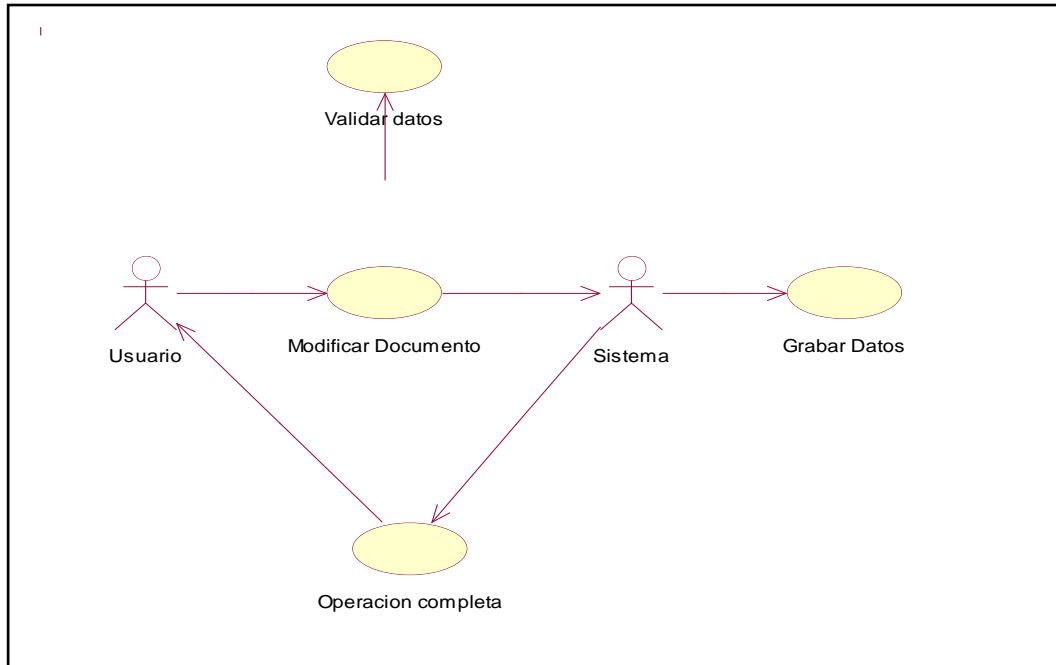 Validar datos
Usuario
Modificar Documento
Sistema
Grabar Datos
Operacion completa